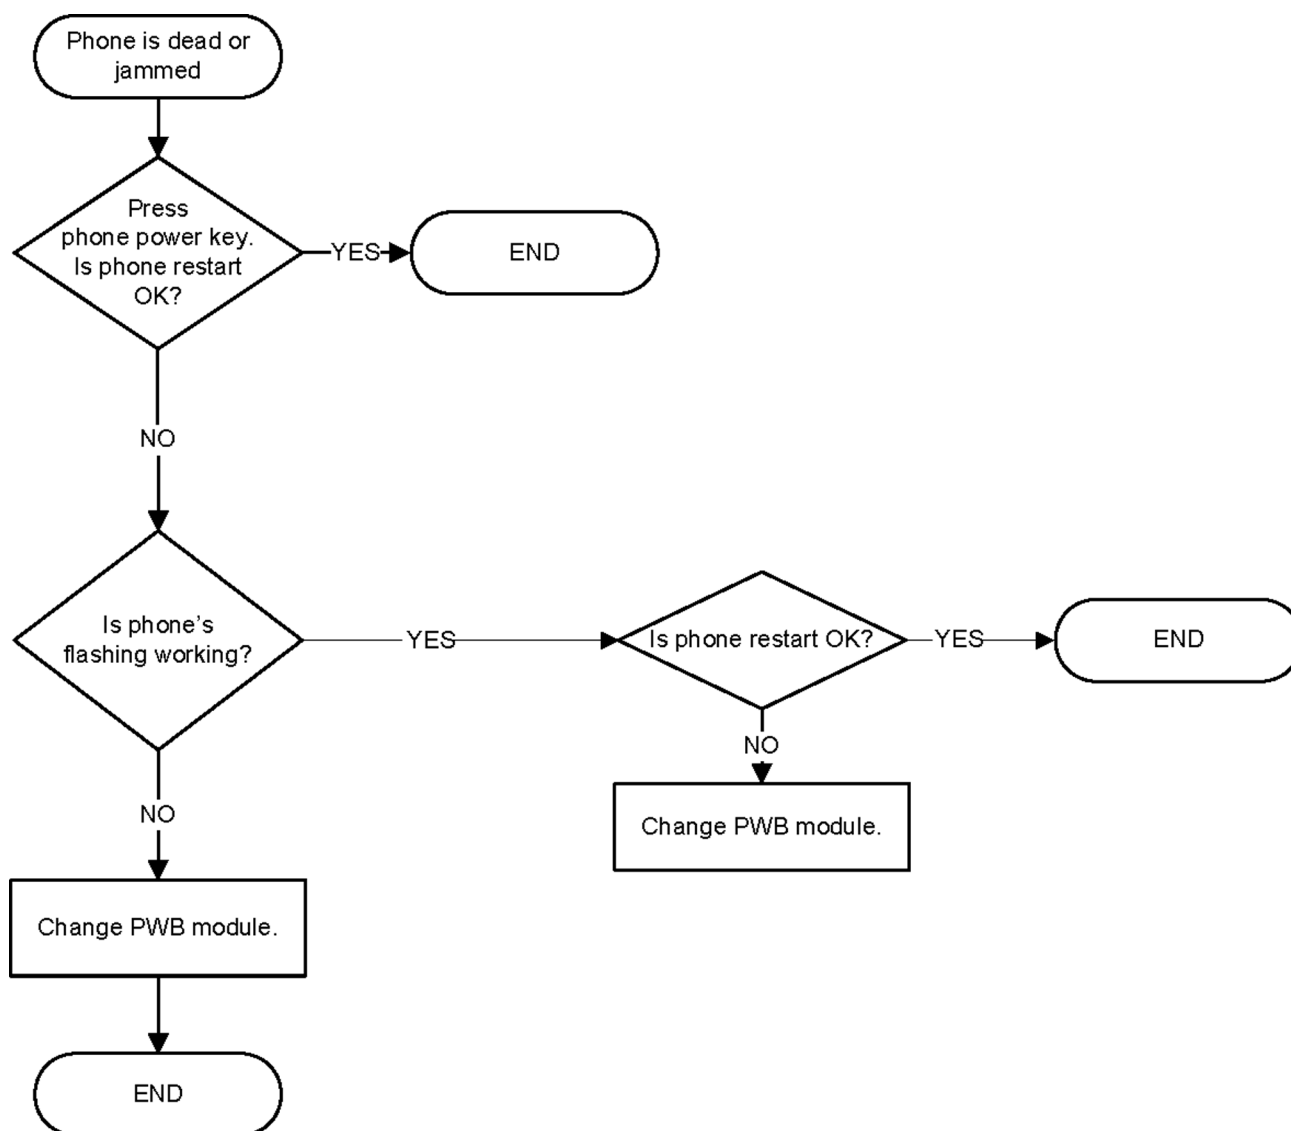 Phone is dead or
jammed
Press
phone power key.
Is phone restart
OK?
YES
END
NO
Is phone's
flashing working?
YES
Is phone restart OK?
YES
END
NO
Change PWB module.
NO
Change PWB module.
END